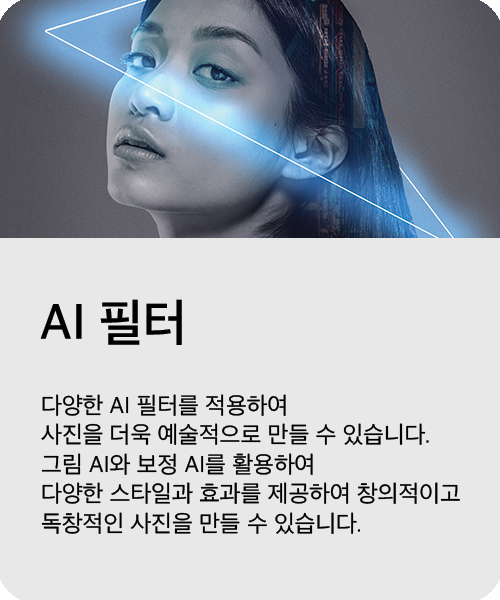 AI 필터
다양한 AI 필터를 적용하여
사진을 더욱 예술적으로 만들 수 있습니다.
그림 AI와 보정 AI를 활용하여
다양한 스타일과 효과를 제공하여 창의적이고
독창적인 사진을 만들 수 있습니다.